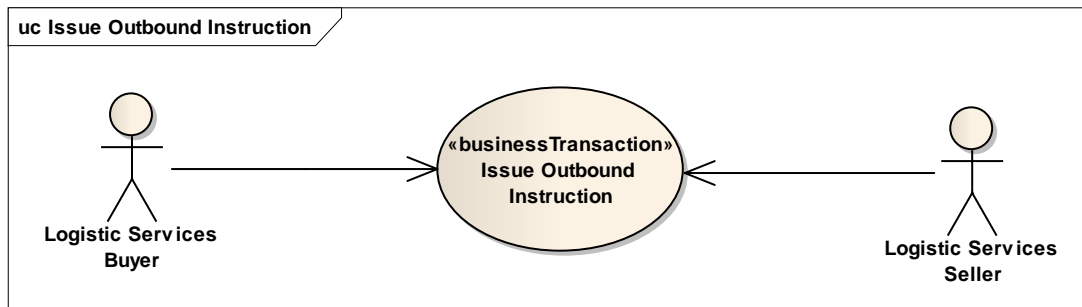 uc Issue Outbound Instruction
«businessTransaction»
Issue Outbound
Instruction
Logistic Services
Buyer
Logistic Services
Seller